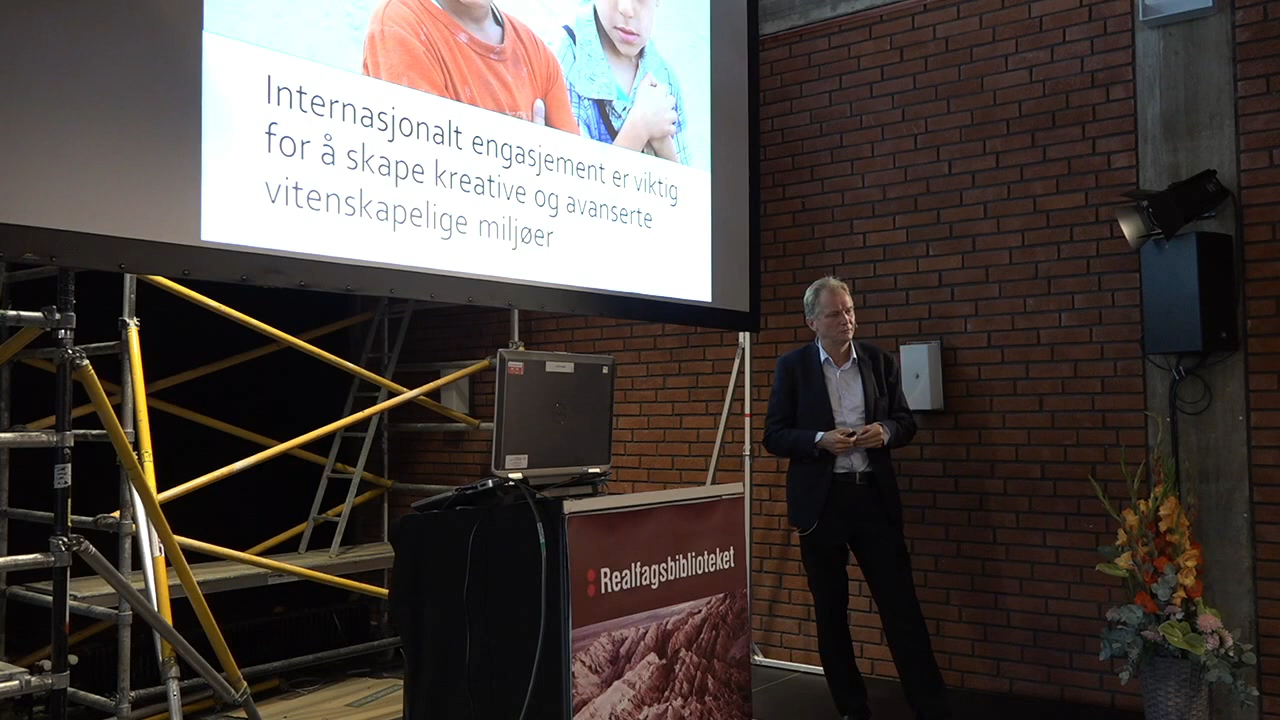 Internasjonalt engasjement er viktig
for å skape kreative og avanserte
vitenskapelige miljøer
Realfagsbiblioteket